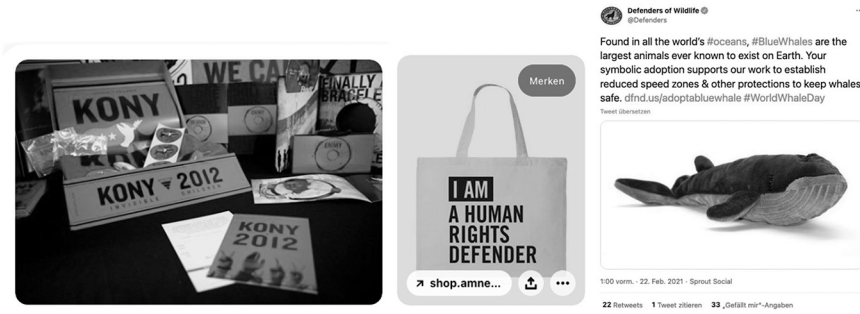 WE CA
FINALLY
BRACELE
KONY
KONY 2012
INVISIBLE CHILDREN
KONY
2012
Merken
I AM
A HUMAN
RIGHTS
DEFENDER
shop.amne...
Defenders of Wildlife
@Defenders
Found in all the world's #oceans, #BlueWhales are the
largest animals ever known to exist on Earth. Your
symbolic adoption supports our work to establish
reduced speed zones & other protections to keep whales
safe. dfnd.us/adoptabluewhale #WorldWhaleDay
Tweet übersetzen
1:00 vorm. · 22. Feb. 2021 · Sprout Social
22 Retweets 1 Tweet zitieren 33 „Gefällt mir"-Angaben